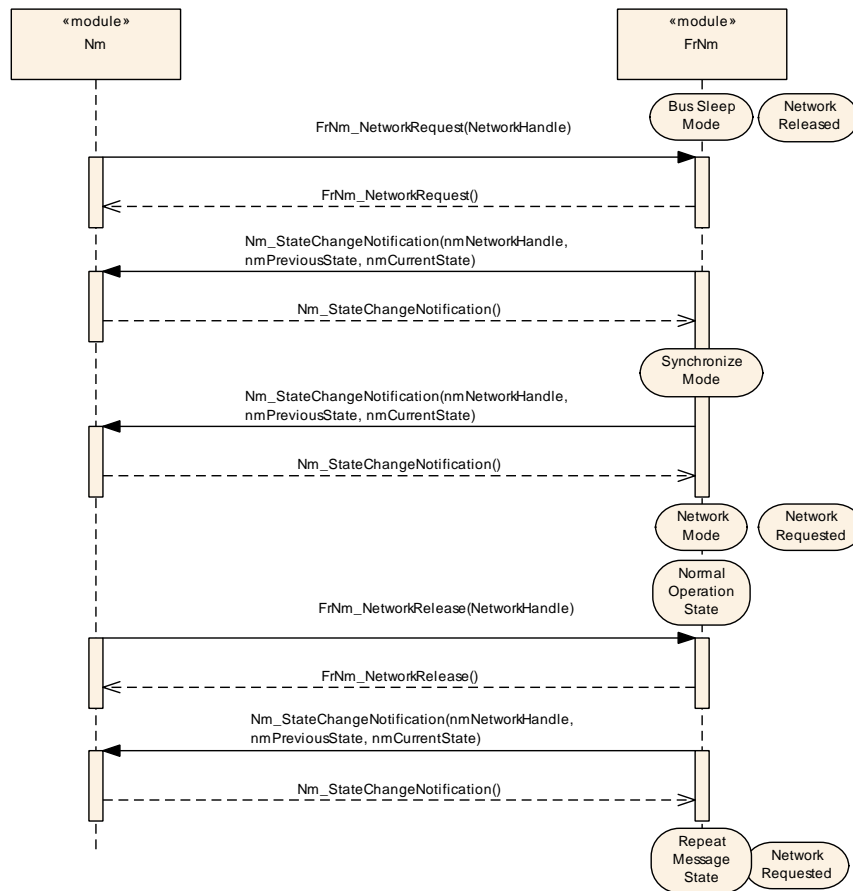 «module»
Nm
«module»
FrNm
Bus Sleep
Mode
Network
Released
FrNm_NetworkRequest(NetworkHandle)
FrNm_NetworkRequest()
Nm_StateChangeNotification(nmNetworkHandle,
nmPreviousState, nmCurrentState)
Nm_StateChangeNotification()
Synchronize
Mode
Nm_StateChangeNotification(nmNetworkHandle,
nmPreviousState, nmCurrentState)
Nm_StateChangeNotification()
Network
Mode
Network
Requested
Normal
Operation
State
FrNm_NetworkRelease(NetworkHandle)
FrNm_NetworkRelease()
Nm_StateChangeNotification(nmNetworkHandle,
nmPreviousState, nmCurrentState)
Nm_StateChangeNotification()
Repeat
Message
State
Network
Requested